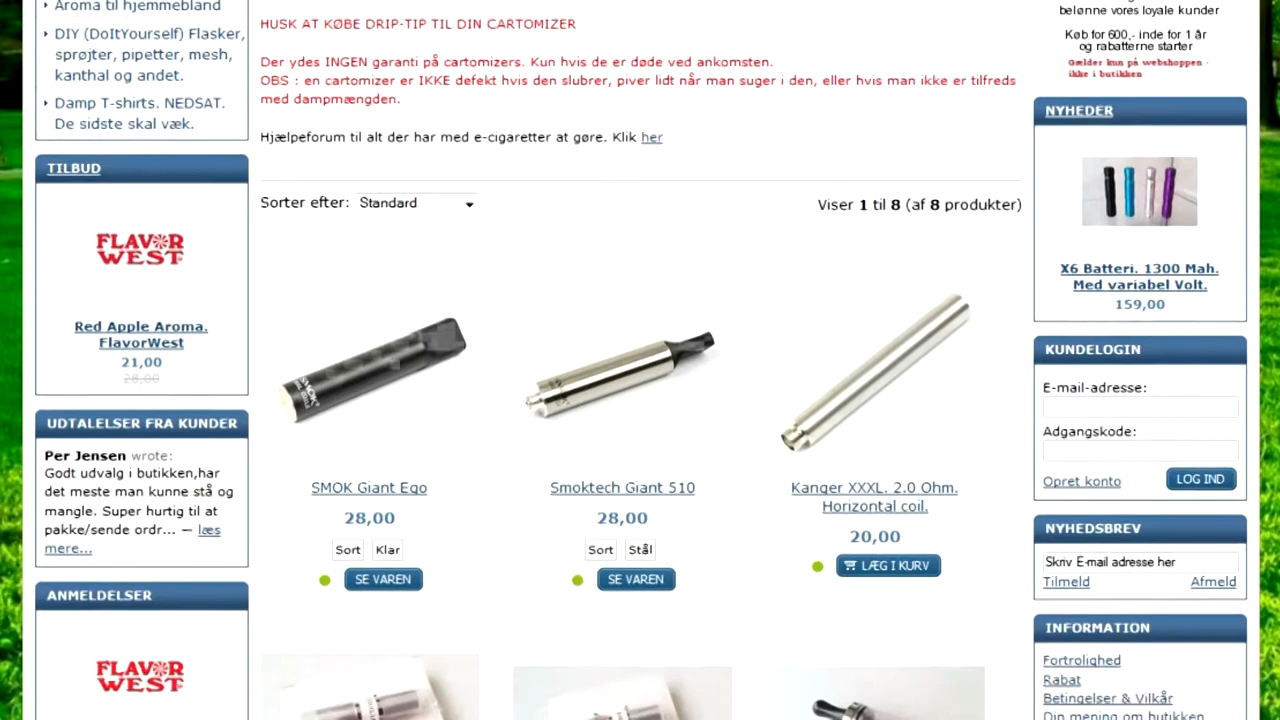 Aroma til hjemmebland
DIY (DoItYourself) Flasker,
sprøjter, pipetter, mesh,
kanthal og andet.
Damp T-shirts. NEDSAT.
De sidste skal væk.
TILBUD
FLAVOR
WEST
Red Apple Aroma.
FlavorWest
21,00
28,00
UDTALELSER FRA KUNDER
Per Jensen wrote:
Godt udvalg i butikken,har
det meste man kunne stå og
mangle. Super hurtig til at
pakke/sende ordr... — læs
mere...
ANMELDELSER
FLAVOR
WEST
HUSK AT KØBE DRIP-TIP TIL DIN CARTOMIZER
Der ydes INGEN garanti på cartomizers. Kun hvis de er døde ved ankomsten.
OBS : en cartomizer er IKKE defekt hvis den slubrer, piver lidt når man suger i den, eller hvis man ikke er tilfreds
med dampmængden.
Hjælpeforum til alt der har med e-cigaretter at gøre. Klik her
Sorter efter: Standard
Viser 1 til 8 (af 8 produkter)
SMOK
SMOK Giant Ego
28,00
Sort Klar
SE VAREN
Smoktech Giant 510
28,00
Sort Stål
SE VAREN
Kanger XXXL. 2.0 Ohm.
Horizontal coil.
20,00
LÆG I KURV
belønne vores loyale kunder
Køb for 600,- inde for 1 år
og rabatterne starter
Gælder kun på webshoppen -
ikke i butikken
NYHEDER
X6 Batteri. 1300 Mah.
Med variabel Volt.
159,00
KUNDELOGIN
E-mail-adresse:
Adgangskode:
Opret konto LOG IND
NYHEDSBREV
Skriv E-mail adresse her
Tilmeld Afmeld
INFORMATION
Fortrolighed
Rabat
Betingelser & Vilkår
Din mening om butikken